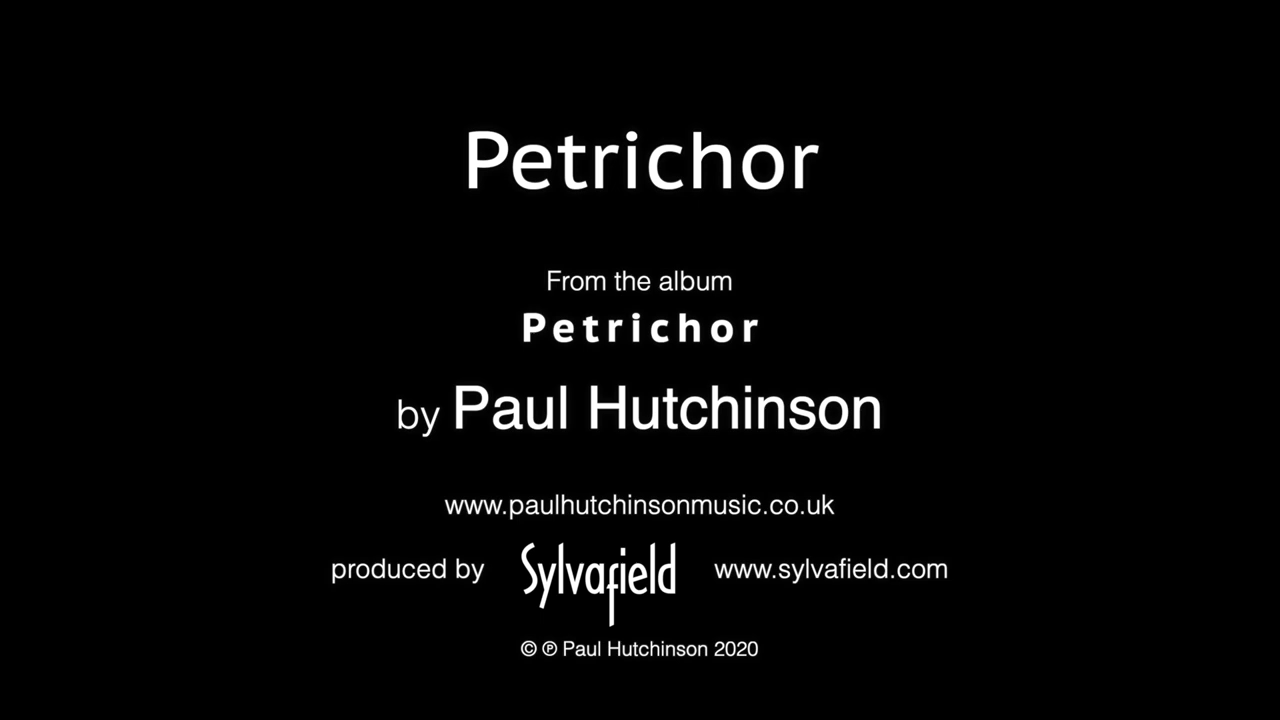 Petrichor
From the album
Petrichor
by Paul Hutchinson
www.paulhutchinsonmusic.co.uk
produced by Sylvafield www.sylvafield.com
© ℗ Paul Hutchinson 2020